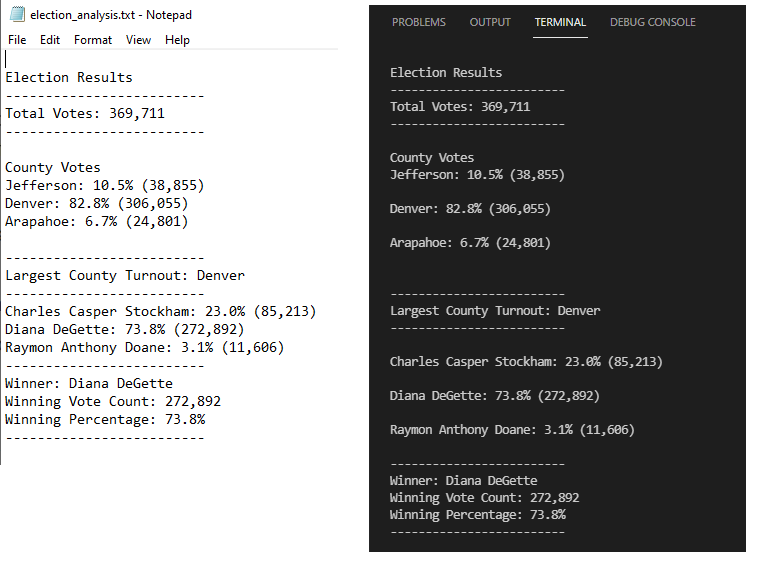 election_analysis.txt - Notepad
File Edit Format View Help
Election Results
-------------------------
Total Votes: 369,711
-------------------------
County Votes
Jefferson: 10.5% (38,855)
Denver: 82.8% (306,055)
Arapahoe: 6.7% (24,801)
-------------------------
Largest County Turnout: Denver
-------------------------
Charles Casper Stockham: 23.0% (85,213)
Diana DeGette: 73.8% (272,892)
Raymon Anthony Doane: 3.1% (11,606)
-------------------------
Winner: Diana DeGette
Winning Vote Count: 272,892
Winning Percentage: 73.8%
-------------------------
PROBLEMS OUTPUT TERMINAL DEBUG CONSOLE
Election Results
-------------------------
Total Votes: 369,711
-------------------------
County Votes
Jefferson: 10.5% (38,855)
Denver: 82.8% (306,055)
Arapahoe: 6.7% (24,801)
-------------------------
Largest County Turnout: Denver
-------------------------
Charles Casper Stockham: 23.0% (85,213)
Diana DeGette: 73.8% (272,892)
Raymon Anthony Doane: 3.1% (11,606)
-------------------------
Winner: Diana DeGette
Winning Vote Count: 272,892
Winning Percentage: 73.8%
-------------------------